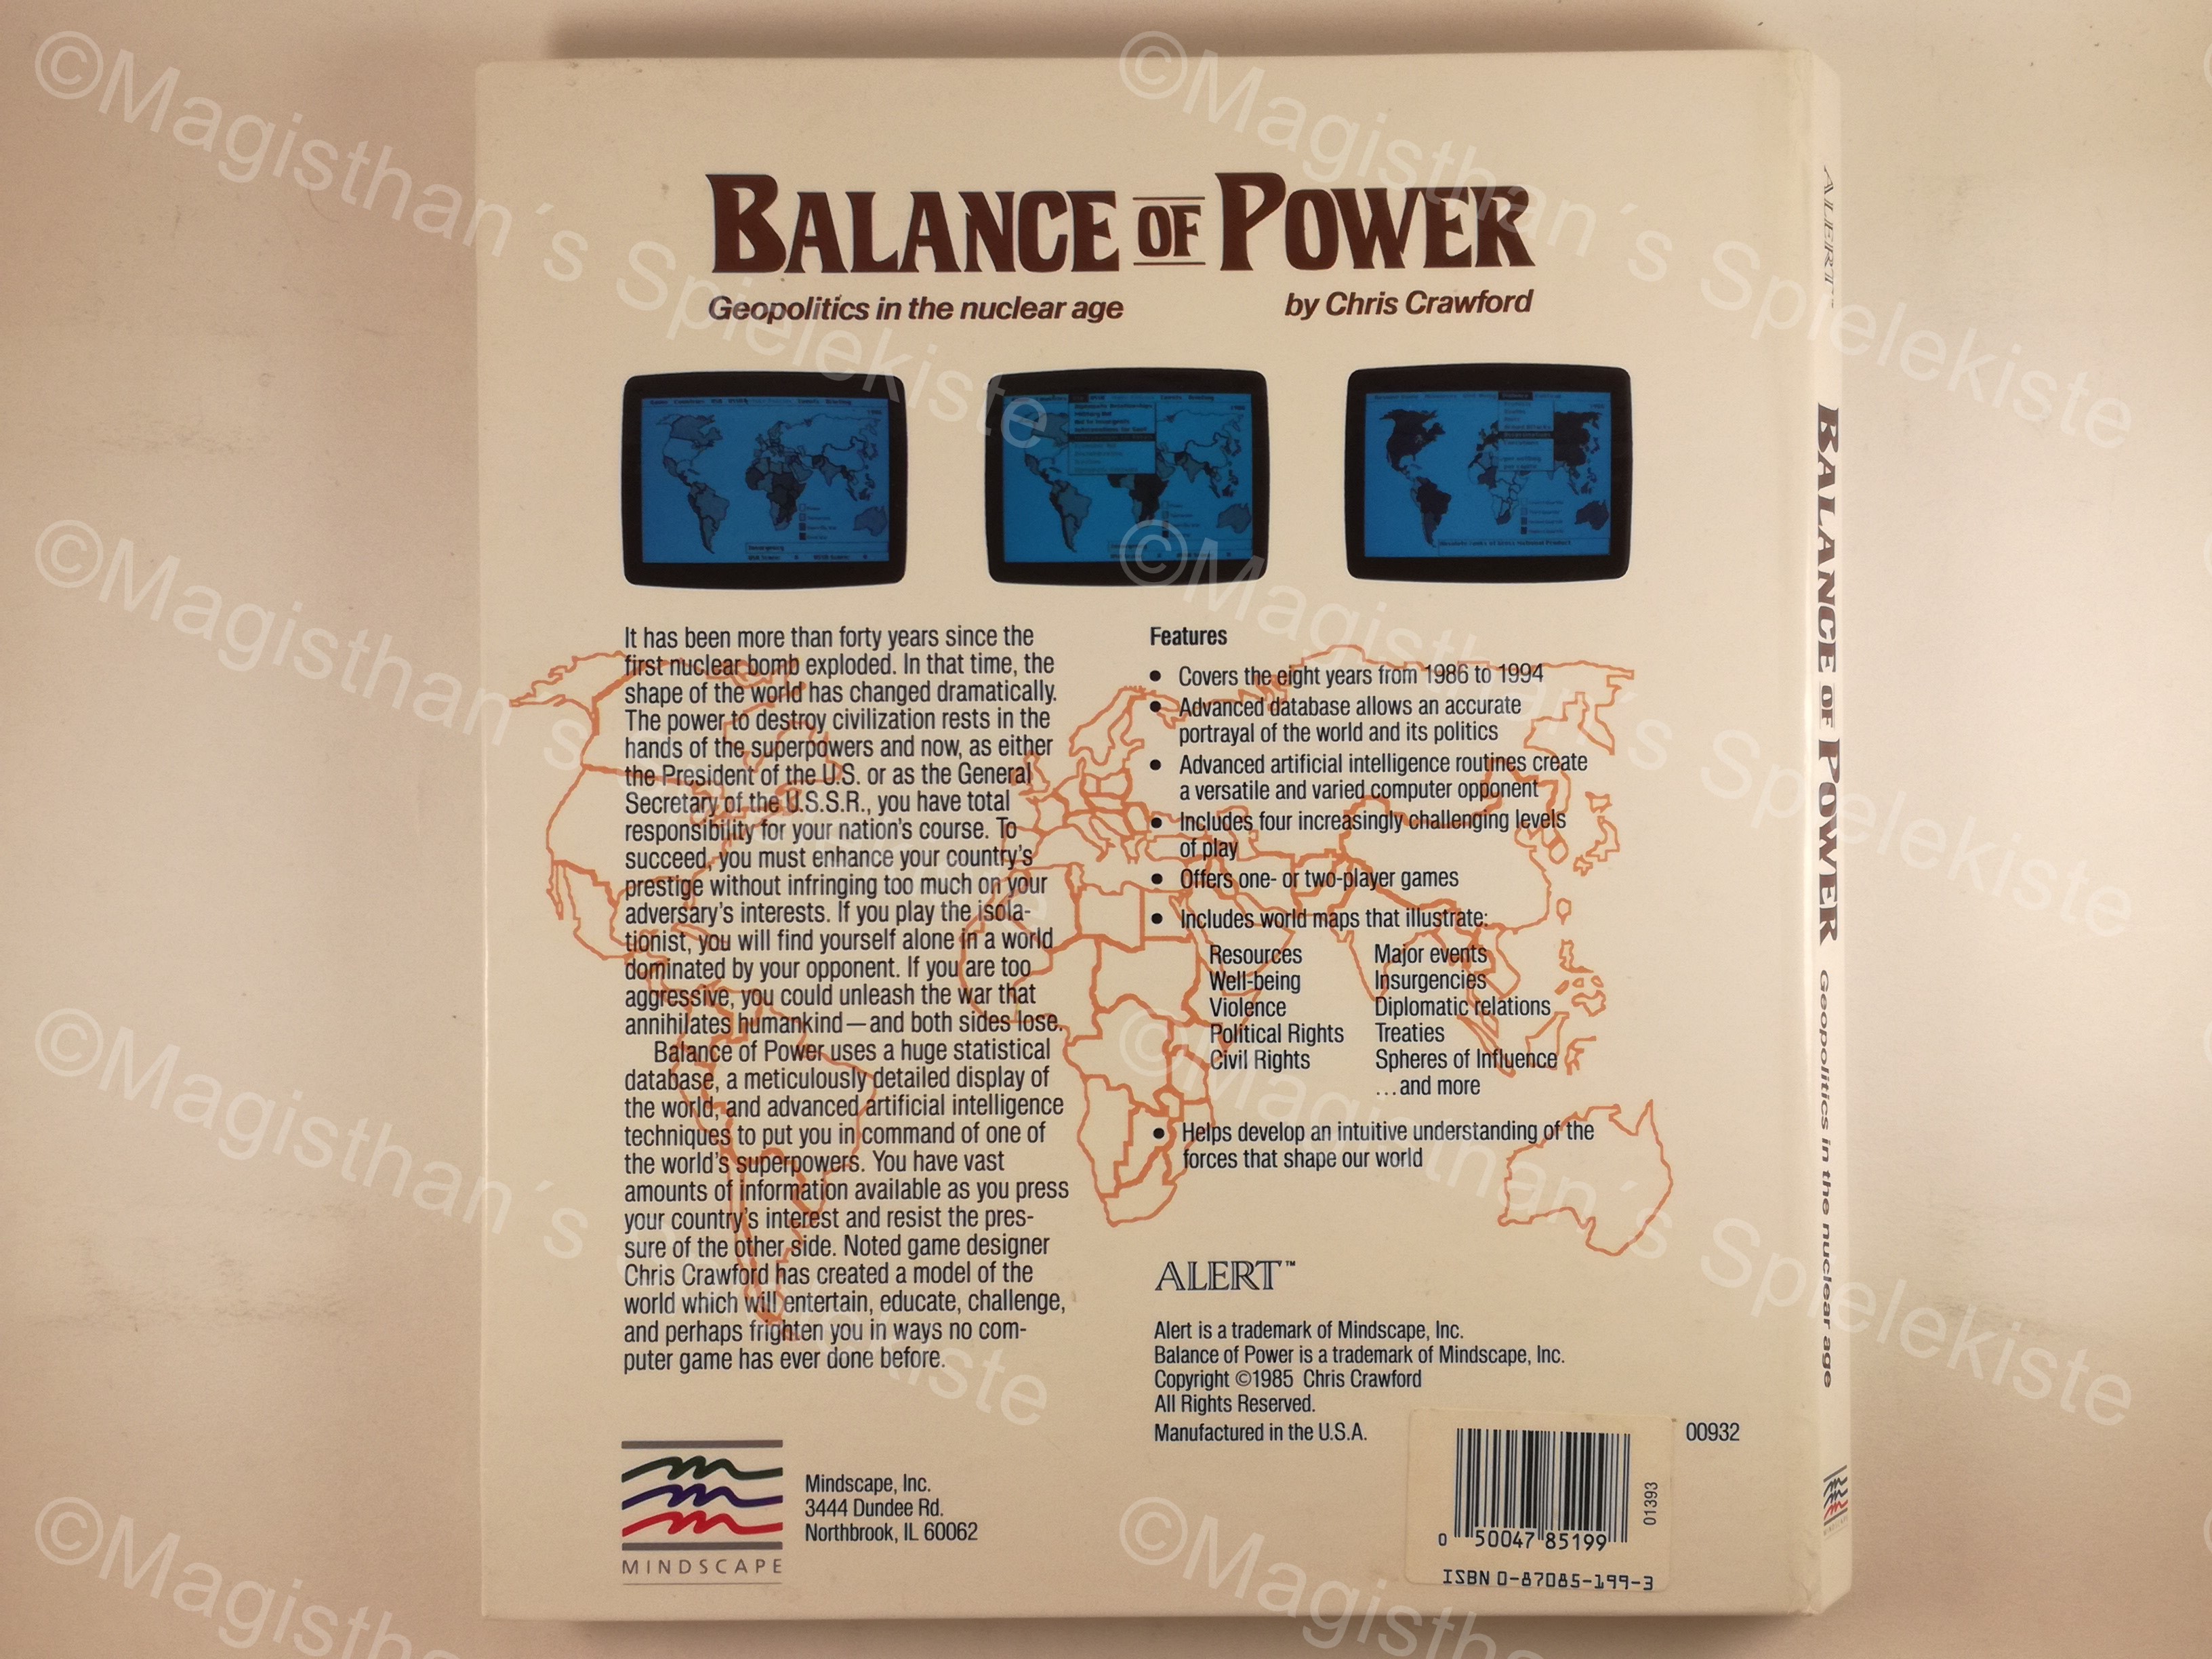 BALANCE OF POWER
Geopolitics in the nuclear age
by Chris Crawford
It has been more than forty years since the
first nuclear bomb exploded. In that time, the
shape of the world has changed dramatically.
The power to destroy civilization rests in the
hands of the superpowers and now, as either
the President of the U.S. or as the General
Secretary of the U.S.S.R., you have total
responsibility for your nation's course. To
succeed, you must enhance your country's
prestige without infringing too much on your
adversary's interests. If you play the isola-
tionist, you will find yourself alone in a world
dominated by your opponent. If you are too
aggressive, you could unleash the war that
annihilates humankind—and both sides lose.
Balance of Power uses a huge statistical
database, a meticulously detailed display of
the world, and advanced artificial intelligence
techniques to put you in command of one of
the world's superpowers. You have vast
amounts of information available as you press
your country's interest and resist the pres-
sure of the other side. Noted game designer
Chris Crawford has created a model of the
world which will entertain, educate, challenge,
and perhaps frighten you in ways no com-
puter game has ever done before.
Features
• Covers the eight years from 1986 to 1994
• Advanced database allows an accurate
portrayal of the world and its politics
• Advanced artificial intelligence routines create
a versatile and varied computer opponent
• Includes four increasingly challenging levels
of play
• Offers one- or two-player games
• Includes world maps that illustrate:
Resources
Well-being
Violence
Political Rights
Civil Rights
Major events
Insurgencies
Diplomatic relations
Treaties
Spheres of Influence
...and more
• Helps develop an intuitive understanding of the
forces that shape our world
ALERT™
Alert is a trademark of Mindscape, Inc.
Balance of Power is a trademark of Mindscape, Inc.
Copyright ©1985 Chris Crawford
All Rights Reserved.
Manufactured in the U.S.A.
00932
MINDSCAPE
Mindscape, Inc.
3444 Dundee Rd.
Northbrook, IL 60062
0 50047 85199
01393
ISBN 0-87085-199-3
ALERT™ BALANCE OF POWER Geopolitics in the nuclear age MINDSCAPE
©Magisthan´s Spielekiste
©Magisthan´s Spielekiste
©Magisthan´s Spielekiste
©Magisthan´s Spielekiste
©Magisthan´s Spielekiste
©Magisthan´s Spielekiste
©Magisthan
©Magisthan